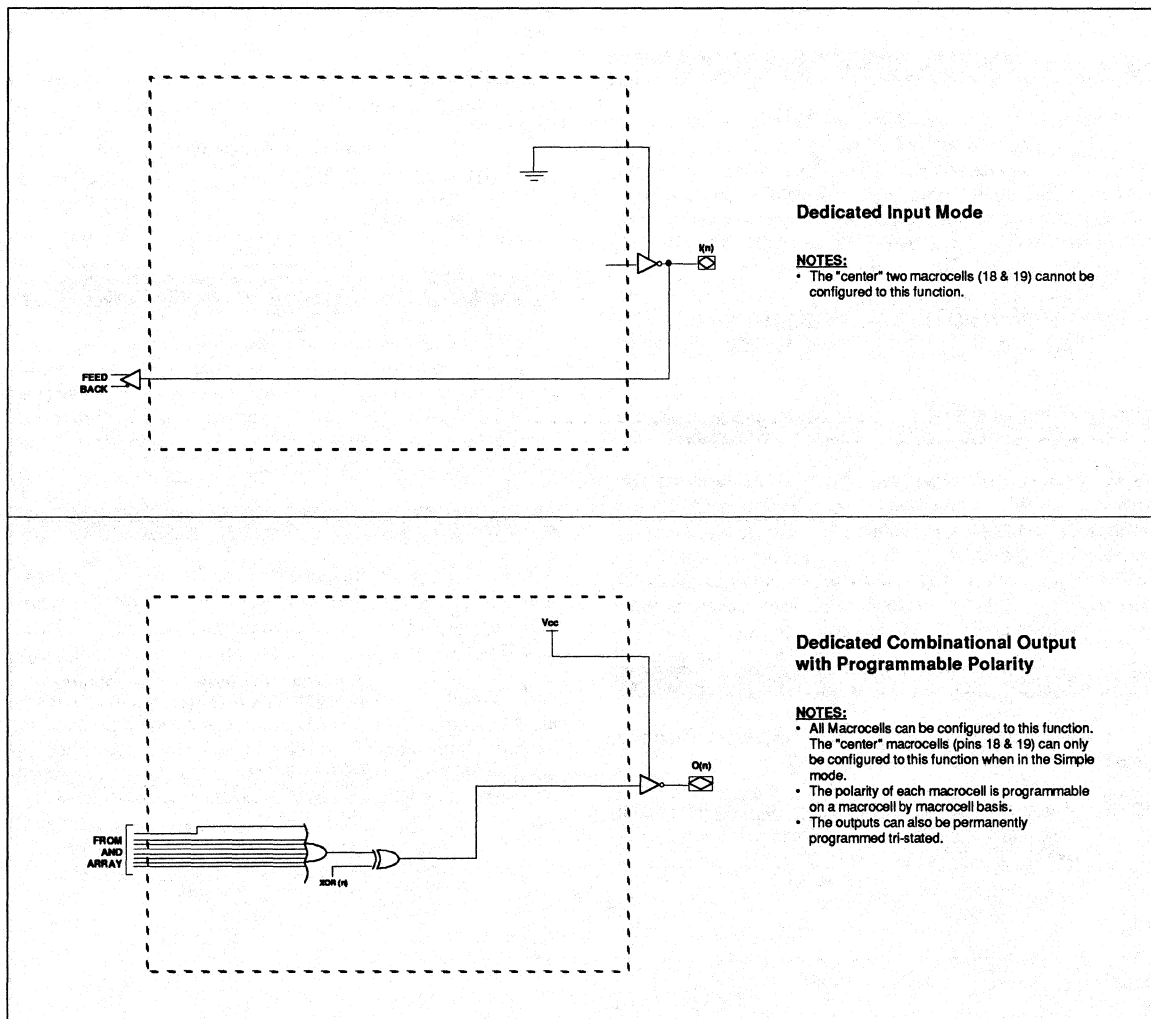 Dedicated Input Mode
I(n)
NOTES:
• The "center" two macrocells (18 & 19) cannot be
configured to this function.
FEED
BACK
Vcc
Dedicated Combinational Output
with Programmable Polarity
NOTES:
• All Macrocells can be configured to this function.
The "center" macrocells (pins 18 & 19) can only
be configured to this function when in the Simple
mode.
• The polarity of each macrocell is programmable
on a macrocell by macrocell basis.
• The outputs can also be permanently
programmed tri-stated.
O(n)
FROM
AND
ARRAY
XOR (n)